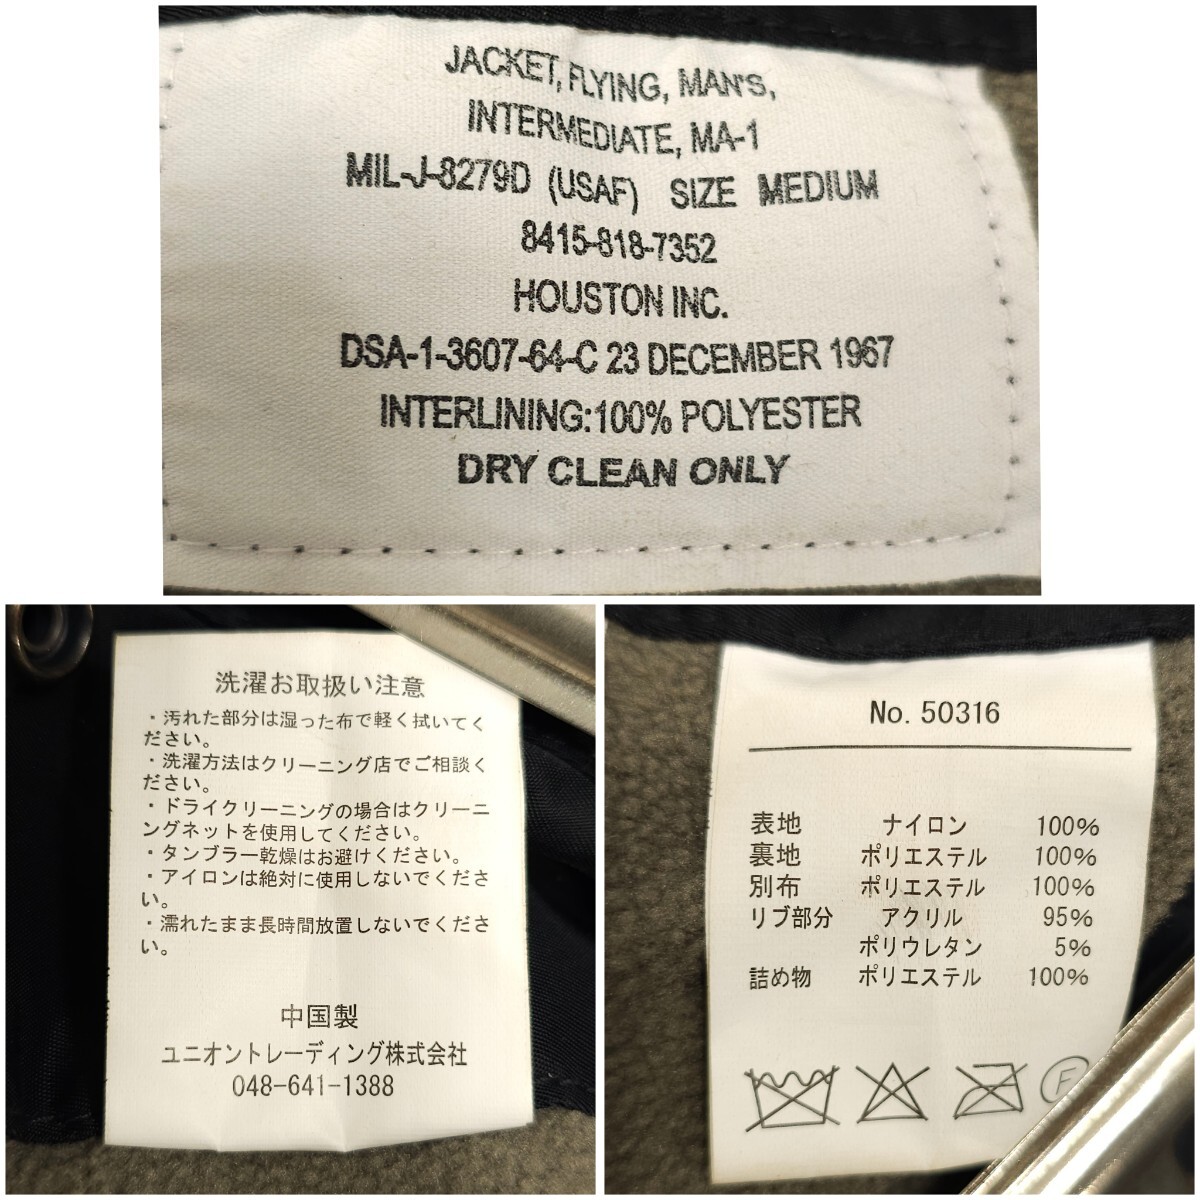 JACKET, FLYING, MAN'S,
INTERMEDIATE, MA-1
MIL-J-8279D (USAF) SIZE MEDIUM
8415-818-7352
HOUSTON INC.
DSA-1-3607-64-C 23 DECEMBER 1967
INTERLINING:100% POLYESTER
DRY CLEAN ONLY
洗濯お取扱い注意
・汚れた部分は湿った布で軽く拭いてく
ださい。
・洗濯方法はクリーニング店でご相談く
ださい。
・ドライクリーニングの場合はクリーニ
ングネットを使用してください。
・タンブラー乾燥はお避けください。
・アイロンは絶対に使用しないでくださ
い。
・濡れたまま長時間放置しないでくださ
い。
中国製
ユニオントレーディング株式会社
048-641-1388
No. 50316
表地 ナイロン 100%
裏地 ポリエステル 100%
別布 ポリエステル 100%
リブ部分 アクリル 95%
ポリウレタン 5%
詰め物 ポリエステル 100%
F